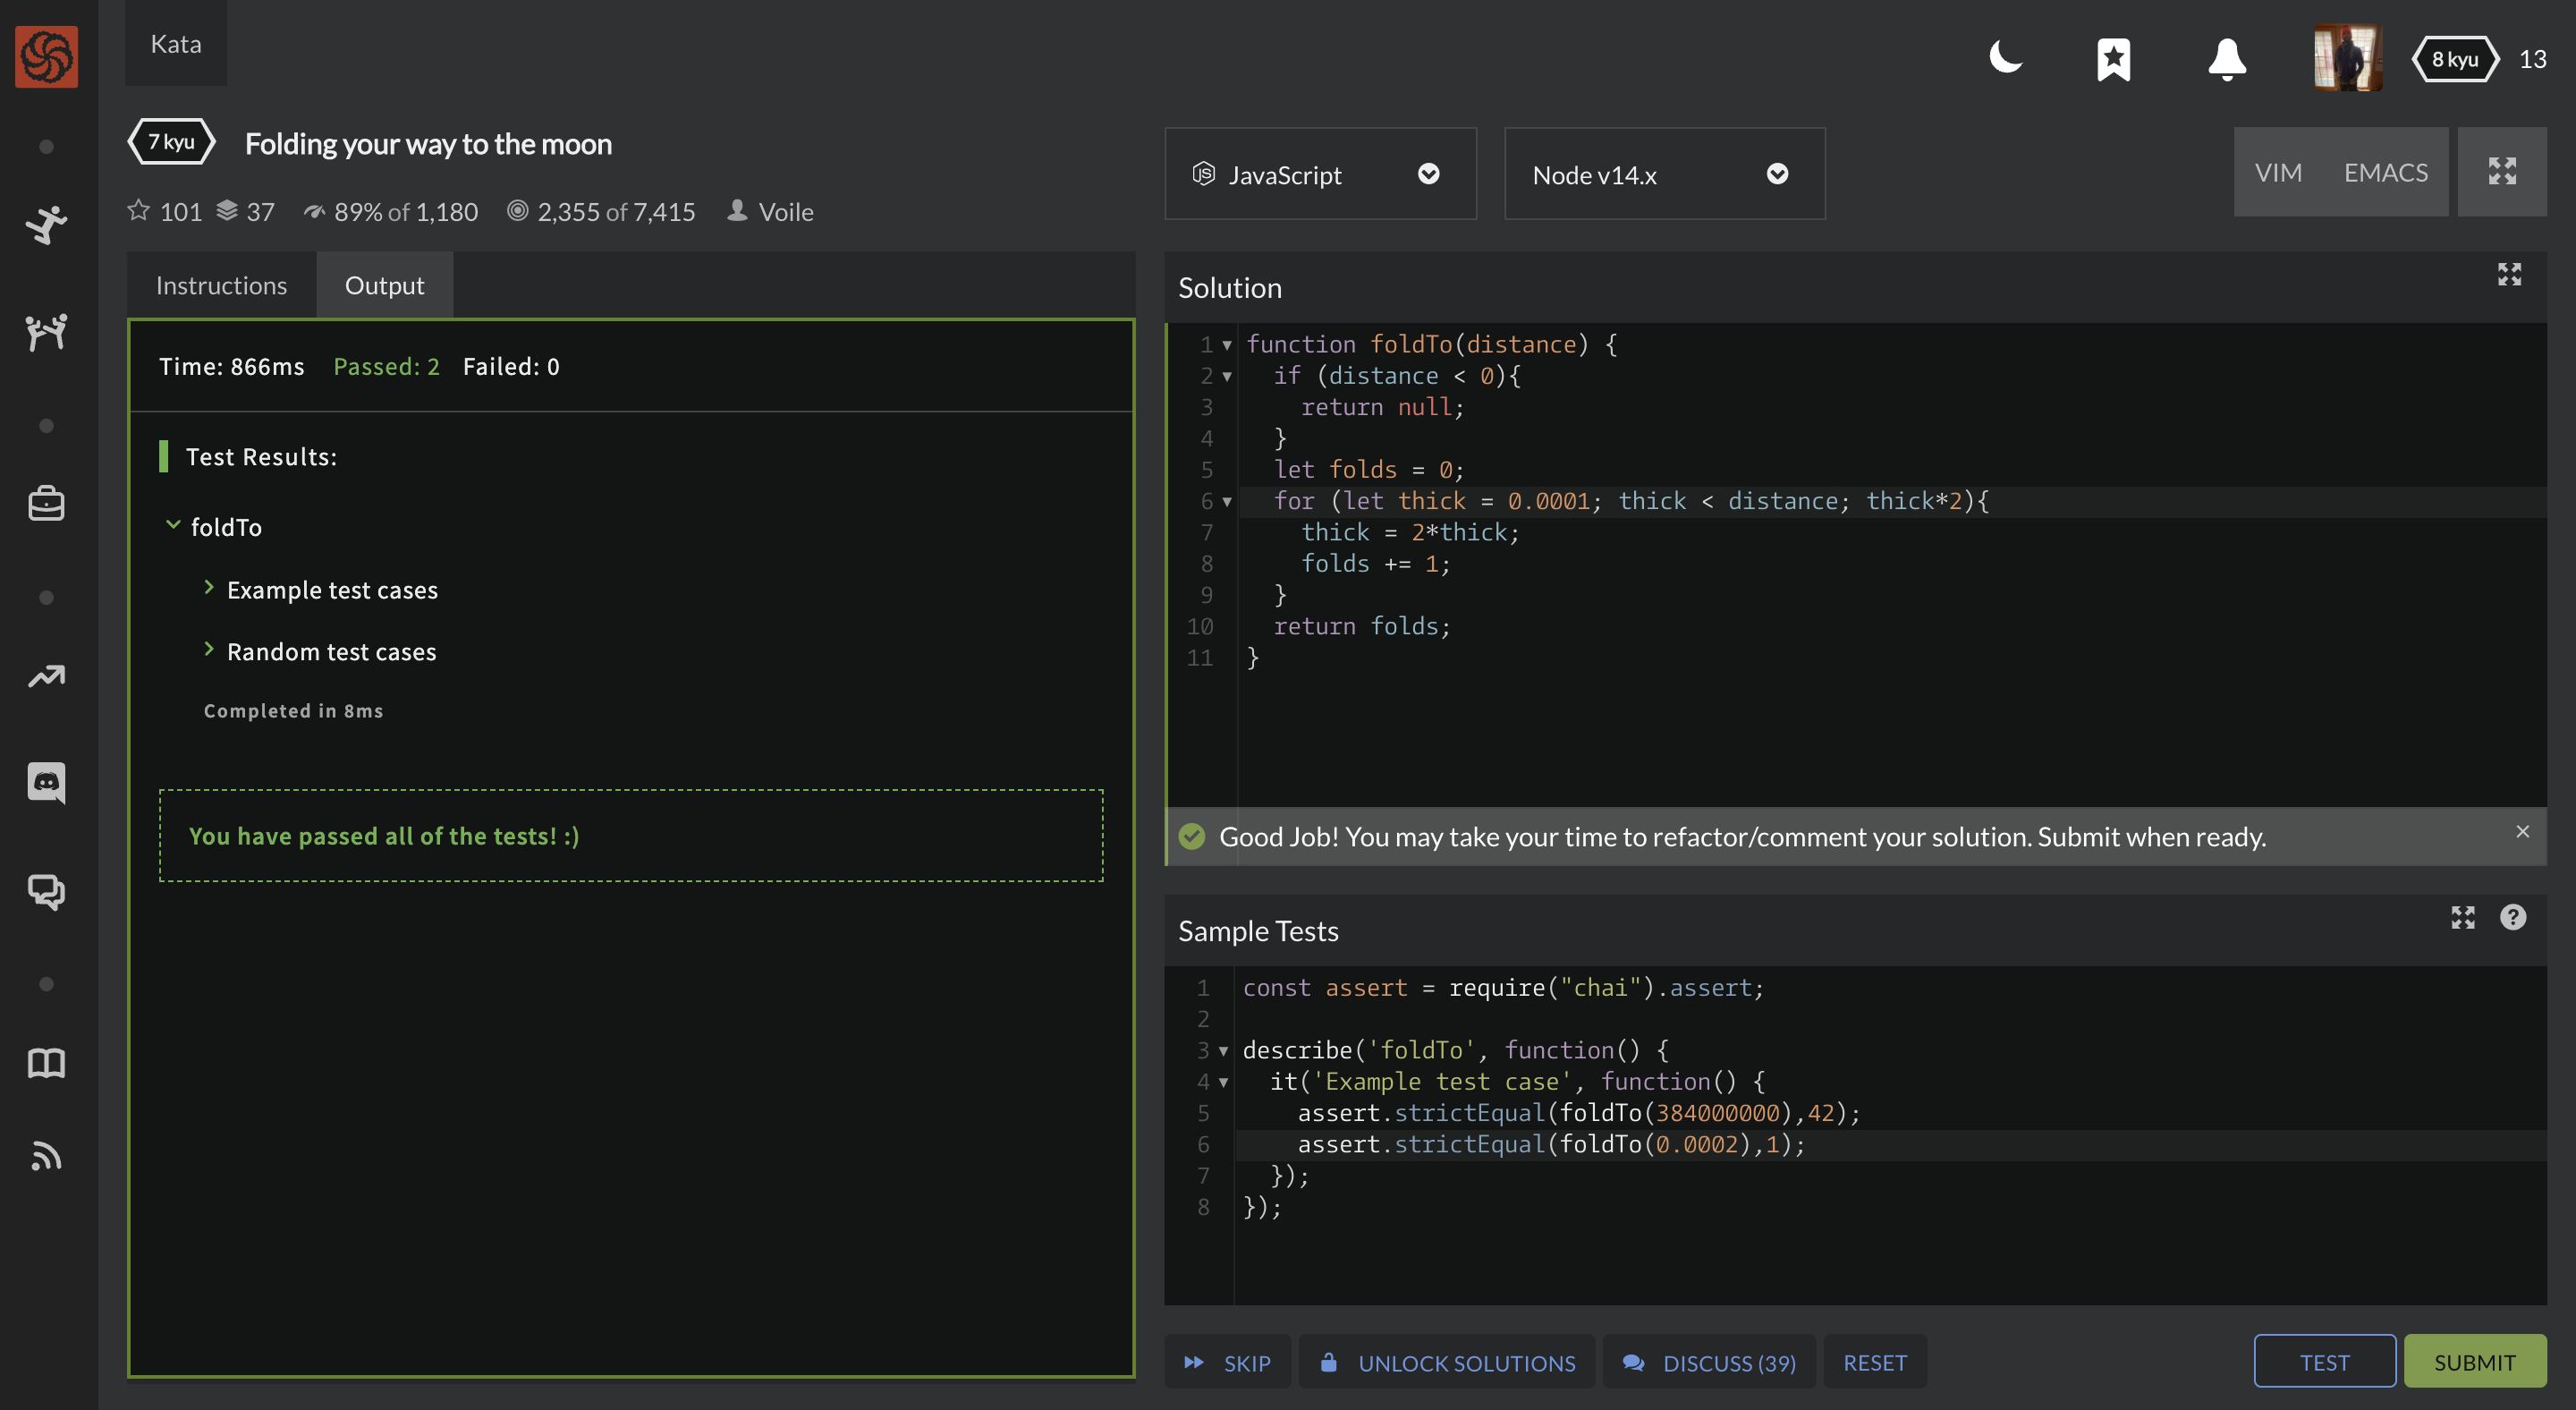 Kata
8 kyu 13
7 kyu Folding your way to the moon
101 37 89% of 1,180 2,355 of 7,415 Voile
JavaScript
Node v14.x
VIM EMACS
Instructions Output
Time: 866ms Passed: 2 Failed: 0
Test Results:
foldTo
Example test cases
Random test cases
Completed in 8ms
You have passed all of the tests! :)
Solution
1 function foldTo(distance) {
2   if (distance < 0){
3     return null;
4   }
5   let folds = 0;
6   for (let thick = 0.0001; thick < distance; thick*2){
7     thick = 2*thick;
8     folds += 1;
9   }
10   return folds;
11 }
Good Job! You may take your time to refactor/comment your solution. Submit when ready.
Sample Tests
1 const assert = require("chai").assert;
2
3 describe('foldTo', function() {
4   it('Example test case', function() {
5     assert.strictEqual(foldTo(384000000),42);
6     assert.strictEqual(foldTo(0.0002),1);
7   });
8 });
SKIP UNLOCK SOLUTIONS DISCUSS (39) RESET TEST SUBMIT